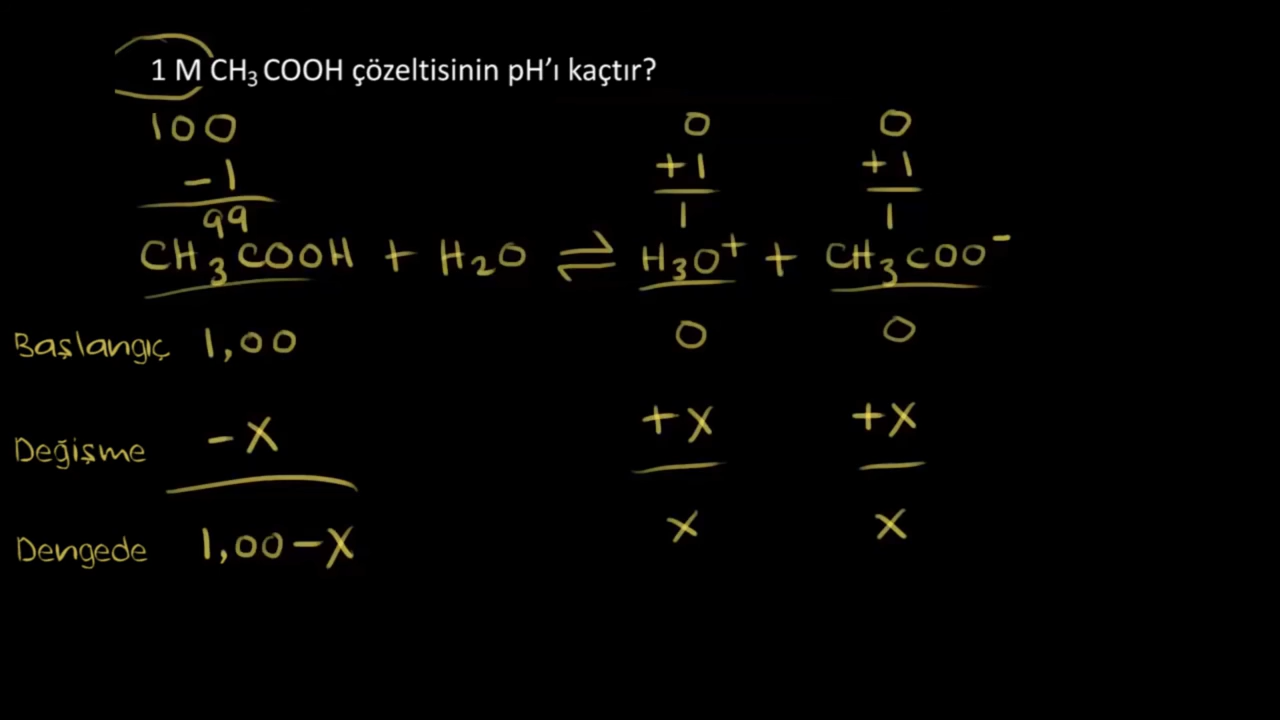 1 M CH₃COOH çözeltisinin pH'ı kaçtır?
100 0 0
-1 +1 +1
99 1 1
CH₃COOH + H₂O ⇌ H₃O⁺ + CH₃COO⁻
Başlangıç 1,00 0 0
Değişme -X +X +X
Dengede 1,00-X X X